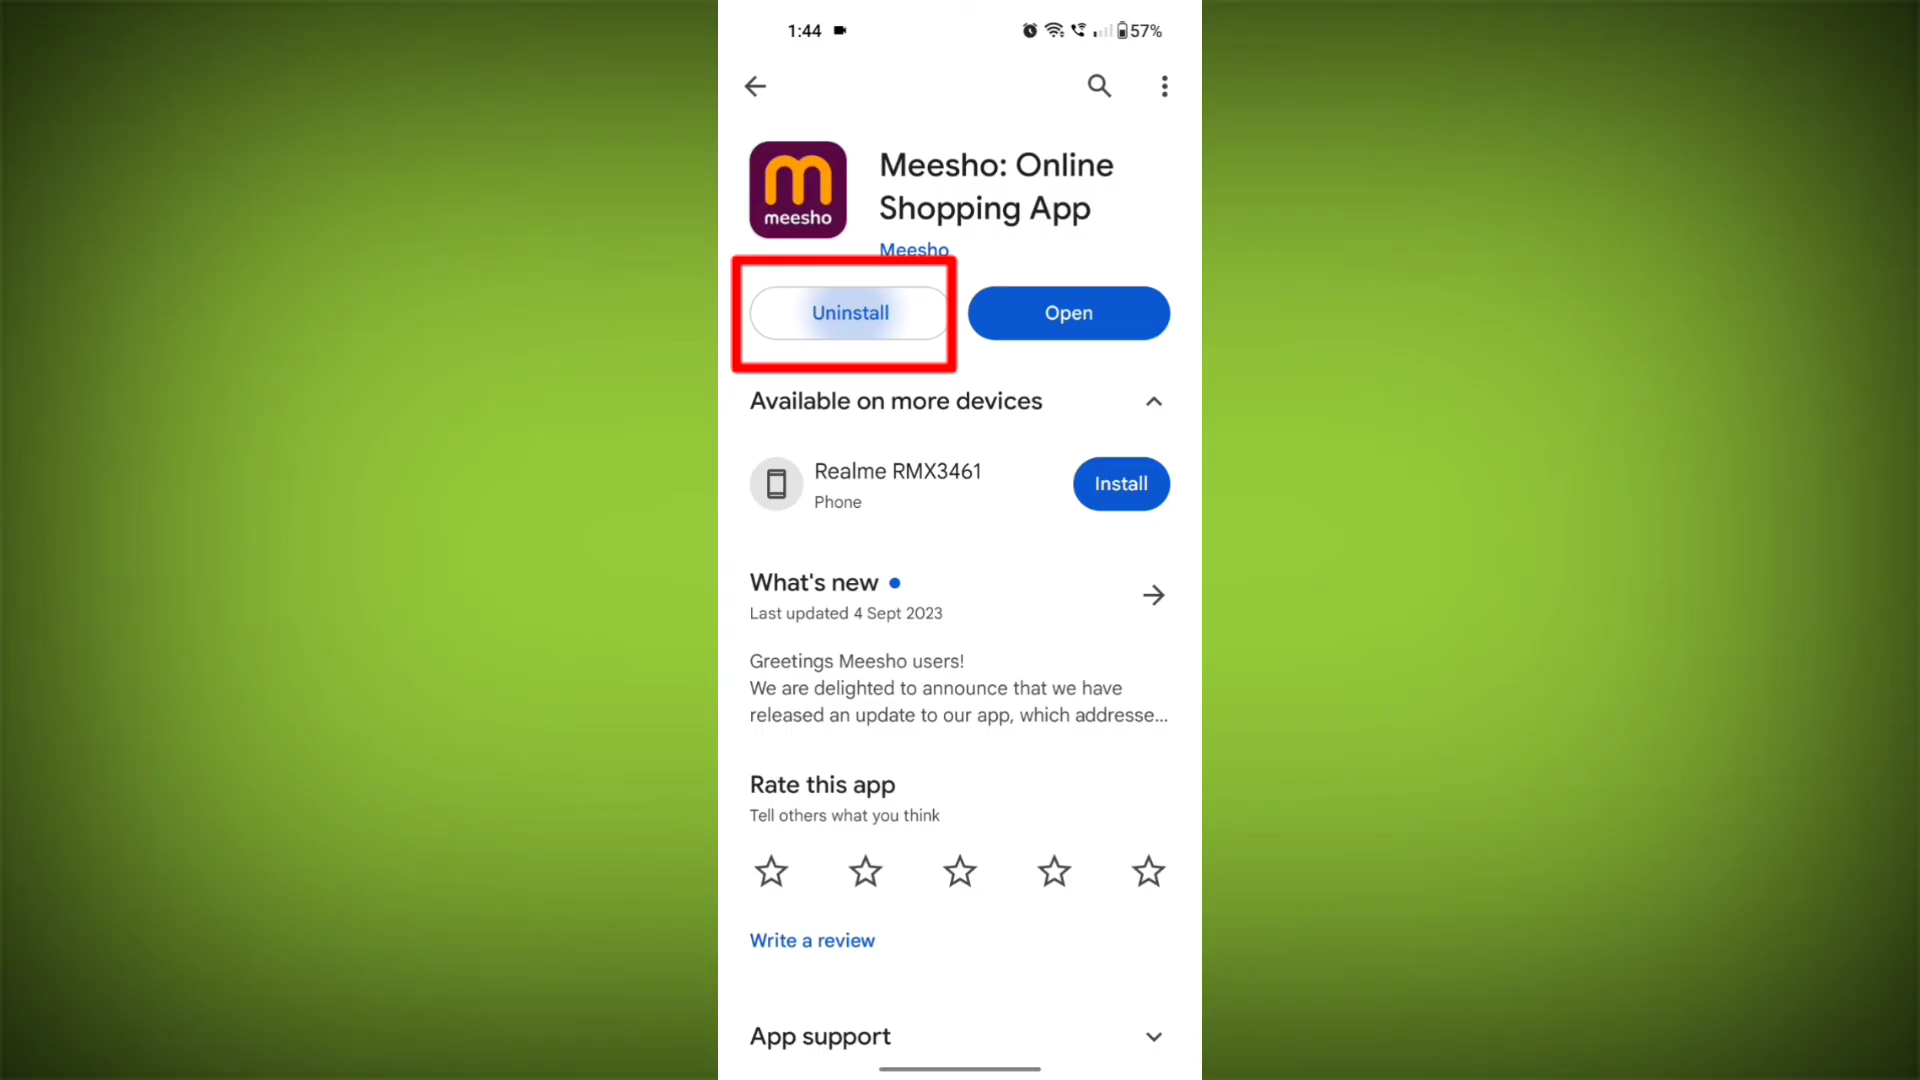 1:44
57%
meesho
Meesho: Online
Shopping App
Meesho
Uninstall
Open
Available on more devices
Realme RMX3461
Phone
Install
What's new
Last updated 4 Sept 2023
Greetings Meesho users!
We are delighted to announce that we have
released an update to our app, which addresse...
Rate this app
Tell others what you think
Write a review
App support